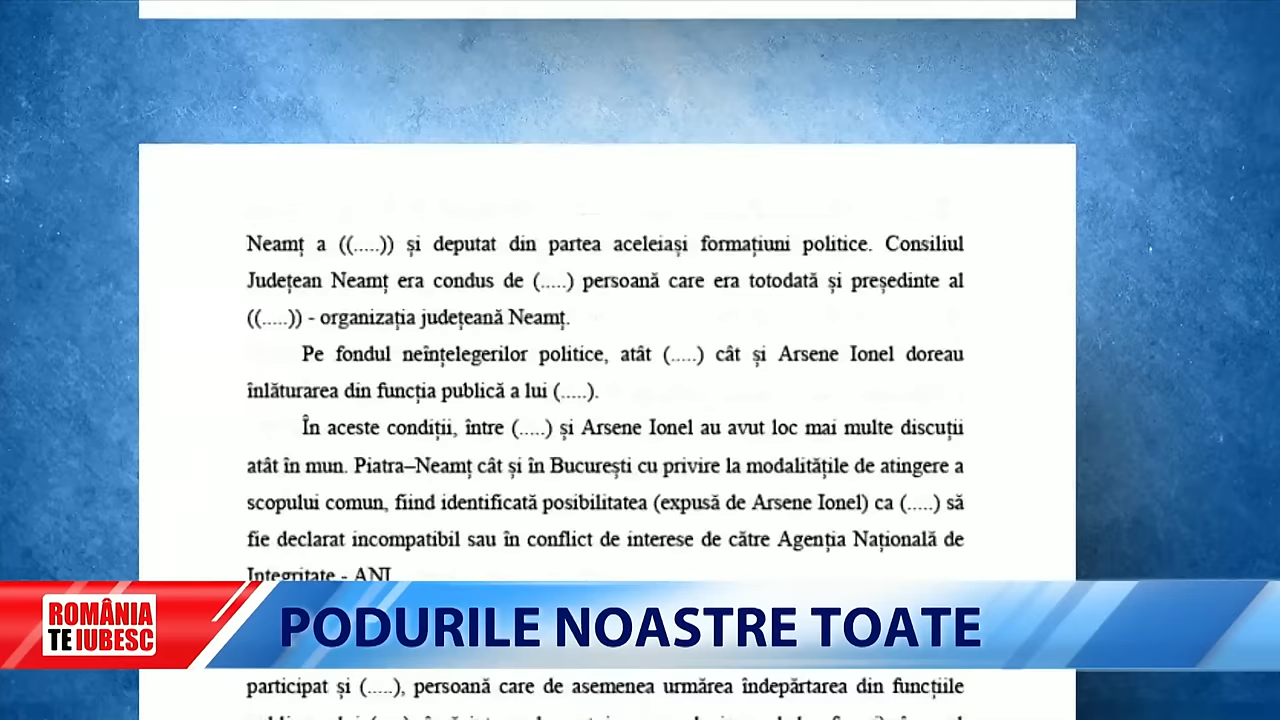 Neamț a ((.....)) și deputat din partea aceleiași formațiuni politice. Consiliul
Județean Neamț era condus de (.....) persoană care era totodată și președinte al
((.....)) - organizația județeană Neamț.
Pe fondul neînțelegerilor politice, atât (.....) cât și Arsene Ionel doreau
înlăturarea din funcția publică a lui (.....).
În aceste condiții, între (.....) și Arsene Ionel au avut loc mai multe discuții
atât în mun. Piatra–Neamț cât și în București cu privire la modalitățile de atingere a
scopului comun, fiind identificată posibilitatea (expusă de Arsene Ionel) ca (.....) să
fie declarat incompatibil sau în conflict de interese de către Agenția Națională de
Integritate - ANI
ROMÂNIA
TE IUBESC
PODURILE NOASTRE TOATE
participat și (.....), persoană care de asemenea urmărea îndepărtarea din funcțiile